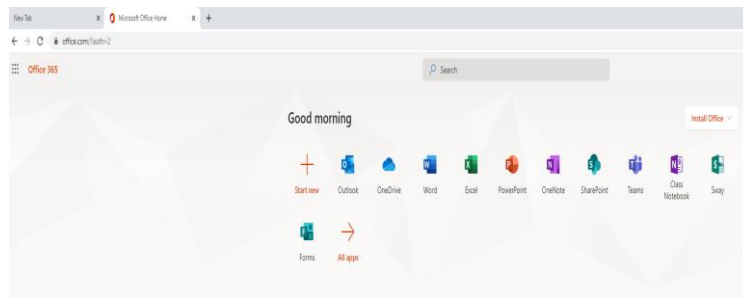 New Tab x Microsoft Office Home x +
office.com/?auth=2
Office 365 Search
Good morning
Install Office
Start new Outlook OneDrive Word Excel PowerPoint OneNote SharePoint Teams Class Notebook Sway
Forms All apps